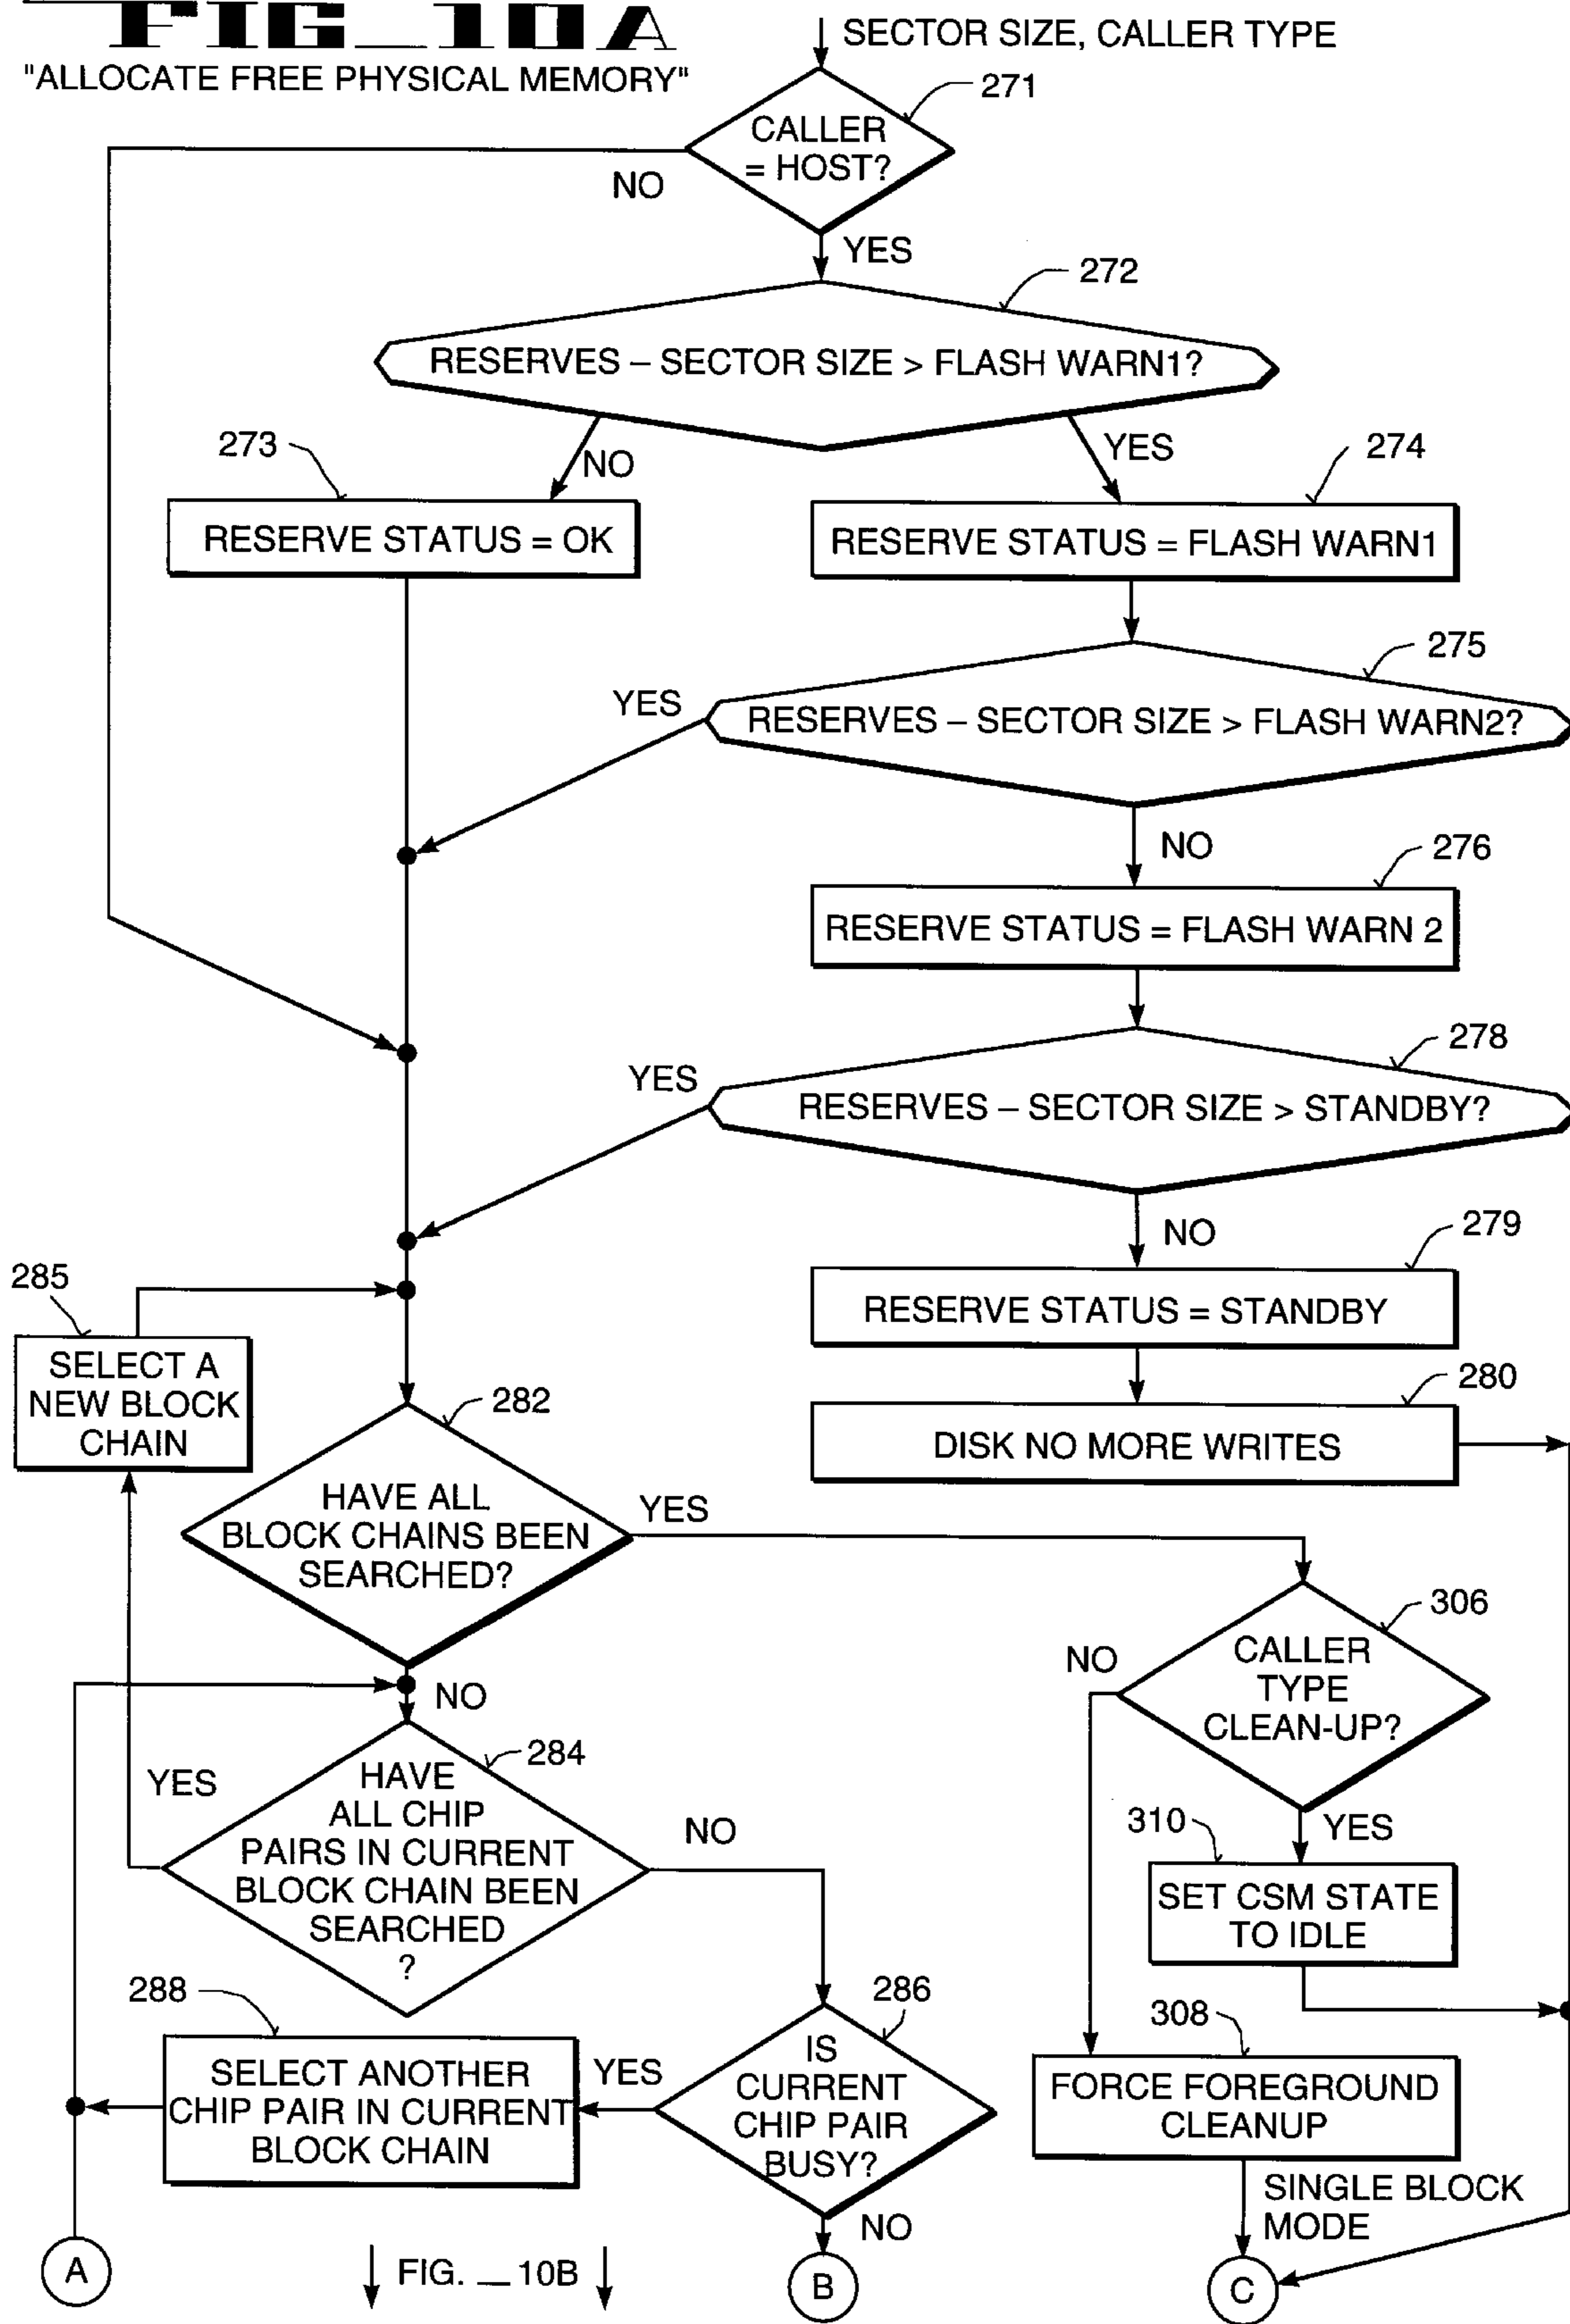 FIG_10A
"ALLOCATE FREE PHYSICAL MEMORY"
SECTOR SIZE, CALLER TYPE
271
CALLER
= HOST?
NO
YES
272
RESERVES – SECTOR SIZE > FLASH WARN1?
273
NO
YES
274
RESERVE STATUS = OK
RESERVE STATUS = FLASH WARN1
275
YES
RESERVES – SECTOR SIZE > FLASH WARN2?
NO
276
RESERVE STATUS = FLASH WARN 2
278
YES
RESERVES – SECTOR SIZE > STANDBY?
NO
279
RESERVE STATUS = STANDBY
285
SELECT A
NEW BLOCK
CHAIN
280
DISK NO MORE WRITES
282
HAVE ALL
BLOCK CHAINS BEEN
SEARCHED?
YES
NO
306
CALLER
TYPE
CLEAN-UP?
NO
YES
284
HAVE
ALL CHIP
PAIRS IN CURRENT
BLOCK CHAIN BEEN
SEARCHED
?
YES
NO
310
SET CSM STATE
TO IDLE
288
SELECT ANOTHER
CHIP PAIR IN CURRENT
BLOCK CHAIN
YES
286
IS
CURRENT
CHIP PAIR
BUSY?
NO
308
FORCE FOREGROUND
CLEANUP
SINGLE BLOCK
MODE
A
FIG. _ 10B
B
C